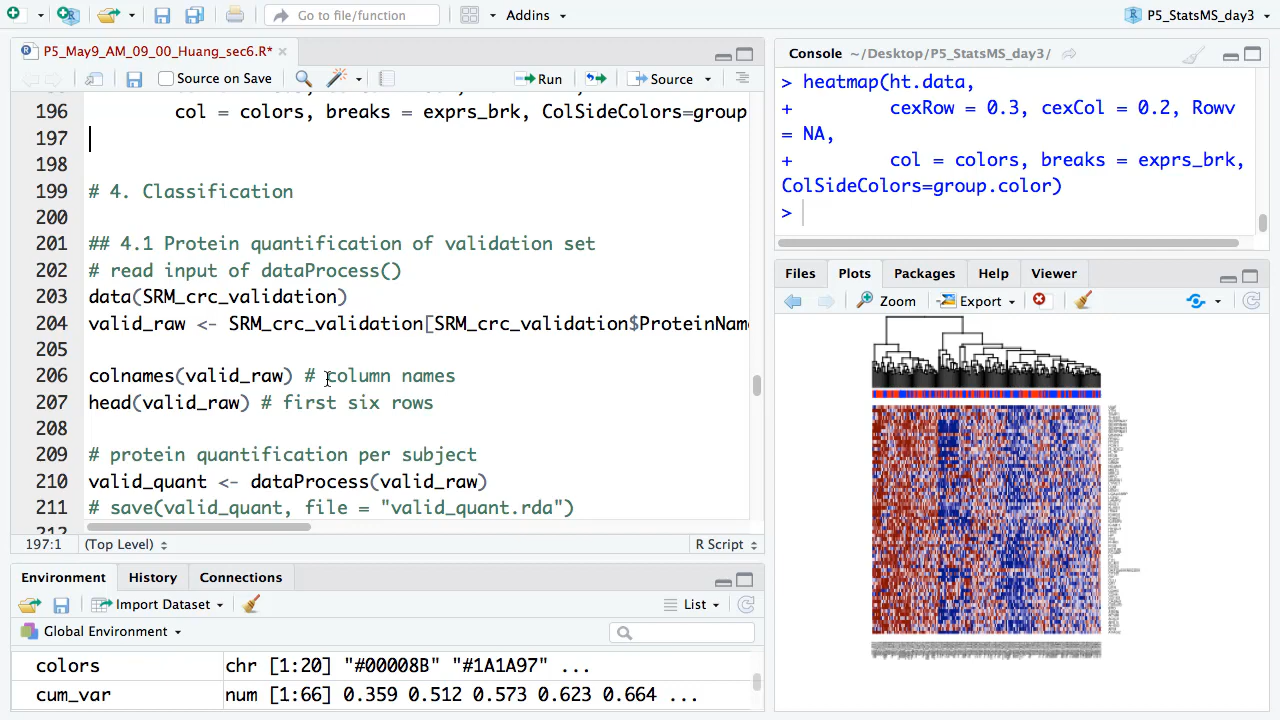 Go to file/function
Addins
P5_StatsMS_day3
P5_May9_AM_09_00_Huang_sec6.R*
Source on Save
Run
Source
196 col = colors, breaks = exprs_brk, ColSideColors=group
197
198
199 # 4. Classification
200
201 ## 4.1 Protein quantification of validation set
202 # read input of dataProcess()
203 data(SRM_crc_validation)
204 valid_raw <- SRM_crc_validation[SRM_crc_validation$ProteinName
205
206 colnames(valid_raw) # column names
207 head(valid_raw) # first six rows
208
209 # protein quantification per subject
210 valid_quant <- dataProcess(valid_raw)
211 # save(valid_quant, file = "valid_quant.rda")
197:1 (Top Level) R Script
Environment History Connections
Import Dataset List
Global Environment
colors chr [1:20] "#00008B" "#1A1A97" ...
cum_var num [1:66] 0.359 0.512 0.573 0.623 0.664 ...
Console ~/Desktop/P5_StatsMS_day3/
> heatmap(ht.data,
+ cexRow = 0.3, cexCol = 0.2, Rowv
= NA,
+ col = colors, breaks = exprs_brk,
ColSideColors=group.color)
>
Files Plots Packages Help Viewer
Zoom Export